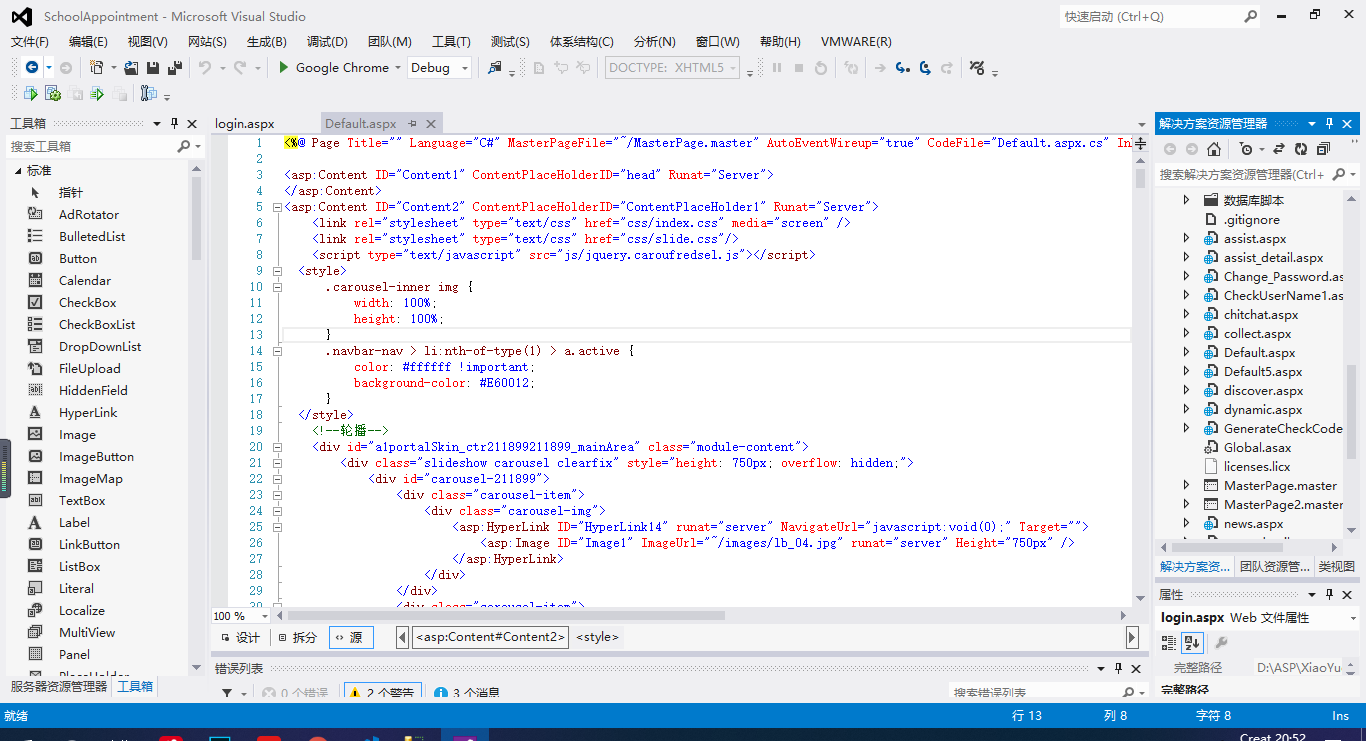 SchoolAppointment - Microsoft Visual Studio
快速启动 (Ctrl+Q)
文件(F) 编辑(E) 视图(V) 网站(S) 生成(B) 调试(D) 团队(M) 工具(T) 测试(S) 体系结构(C) 分析(N) 窗口(W) 帮助(H) VMWARE(R)
Google Chrome Debug DOCTYPE: XHTML5
工具箱
搜索工具箱
标准
指针
AdRotator
BulletedList
Button
Calendar
CheckBox
CheckBoxList
DropDownList
FileUpload
HiddenField
HyperLink
Image
ImageButton
ImageMap
TextBox
Label
LinkButton
ListBox
Literal
Localize
MultiView
Panel
服务器资源管理器 工具箱
login.aspx Default.aspx
1 <%@ Page Title="" Language="C#" MasterPageFile="~/MasterPage.master" AutoEventWireup="true" CodeFile="Default.aspx.cs" In
2
3 <asp:Content ID="Content1" ContentPlaceHolderID="head" Runat="Server">
4 </asp:Content>
5 <asp:Content ID="Content2" ContentPlaceHolderID="ContentPlaceHolder1" Runat="Server">
6 <link rel="stylesheet" type="text/css" href="css/index.css" media="screen" />
7 <link rel="stylesheet" type="text/css" href="css/slide.css"/>
8 <script type="text/javascript" src="js/jquery.caroufredsel.js"></script>
9 <style>
10 .carousel-inner img {
11 width: 100%;
12 height: 100%;
13 }
14 .navbar-nav > li:nth-of-type(1) > a.active {
15 color: #ffffff !important;
16 background-color: #E60012;
17 }
18 </style>
19 <!--轮播-->
20 <div id="a1portalSkin_ctr211899211899_mainArea" class="module-content">
21 <div class="slideshow carousel clearfix" style="height: 750px; overflow: hidden;">
22 <div id="carousel-211899">
23 <div class="carousel-item">
24 <div class="carousel-img">
25 <asp:HyperLink ID="HyperLink14" runat="server" NavigateUrl="javascript:void(0);" Target="">
26 <asp:Image ID="Image1" ImageUrl="~/images/lb_04.jpg" runat="server" Height="750px" />
27 </asp:HyperLink>
28 </div>
29 </div>
30 <div class="carousel-item">
100 %
设计 拆分 源 <asp:Content#Content2> <style>
错误列表
0 个错误 2 个警告 3 个消息 搜索错误列表
解决方案资源管理器
搜索解决方案资源管理器(Ctrl+
数据库脚本
.gitignore
assist.aspx
assist_detail.aspx
Change_Password.as
CheckUserName1.as
chitchat.aspx
collect.aspx
Default.aspx
Default5.aspx
discover.aspx
dynamic.aspx
GenerateCheckCode
Global.asax
licenses.licx
MasterPage.master
MasterPage2.master
news.aspx
解决方案资... 团队资源管... 类视图
属性
login.aspx Web 文件属性
完整路径 D:\ASP\XiaoYu
完整路径
就绪 行 13 列 8 字符 8 Ins
Creat 20:52